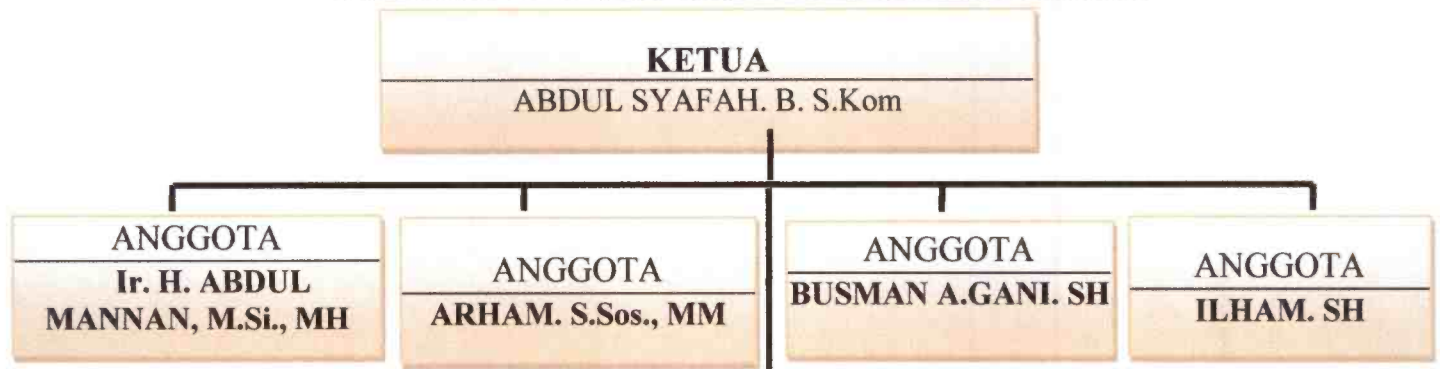 KETUA
ABDUL SYAFAH. B. S.Kom
ANGGOTA
Ir. H. ABDUL
MANNAN, M.Si., MH
ANGGOTA
ARHAM. S.Sos., MM
ANGGOTA
BUSMAN A.GANI. SH
ANGGOTA
ILHAM. SH